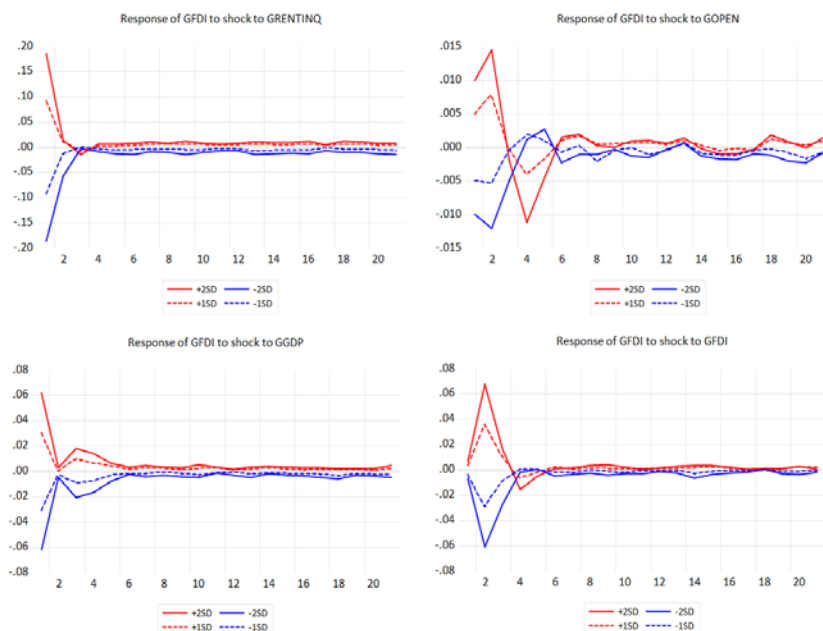 Response of GFDI to shock to GRENTINQ
.20
.15
.10
.05
.00
-.05
-.10
-.15
-.20
2 4 6 8 10 12 14 16 18 20
+2SD -2SD
+1SD -1SD
Response of GFDI to shock to GOPEN
.015
.010
.005
.000
-.005
-.010
-.015
2 4 6 8 10 12 14 16 18 20
+2SD -2SD
+1SD -1SD
Response of GFDI to shock to GGDP
.08
.06
.04
.02
.00
-.02
-.04
-.06
-.08
2 4 6 8 10 12 14 16 18 20
+2SD -2SD
+1SD -1SD
Response of GFDI to shock to GFDI
.08
.06
.04
.02
.00
-.02
-.04
-.06
-.08
2 4 6 8 10 12 14 16 18 20
+2SD -2SD
+1SD -1SD